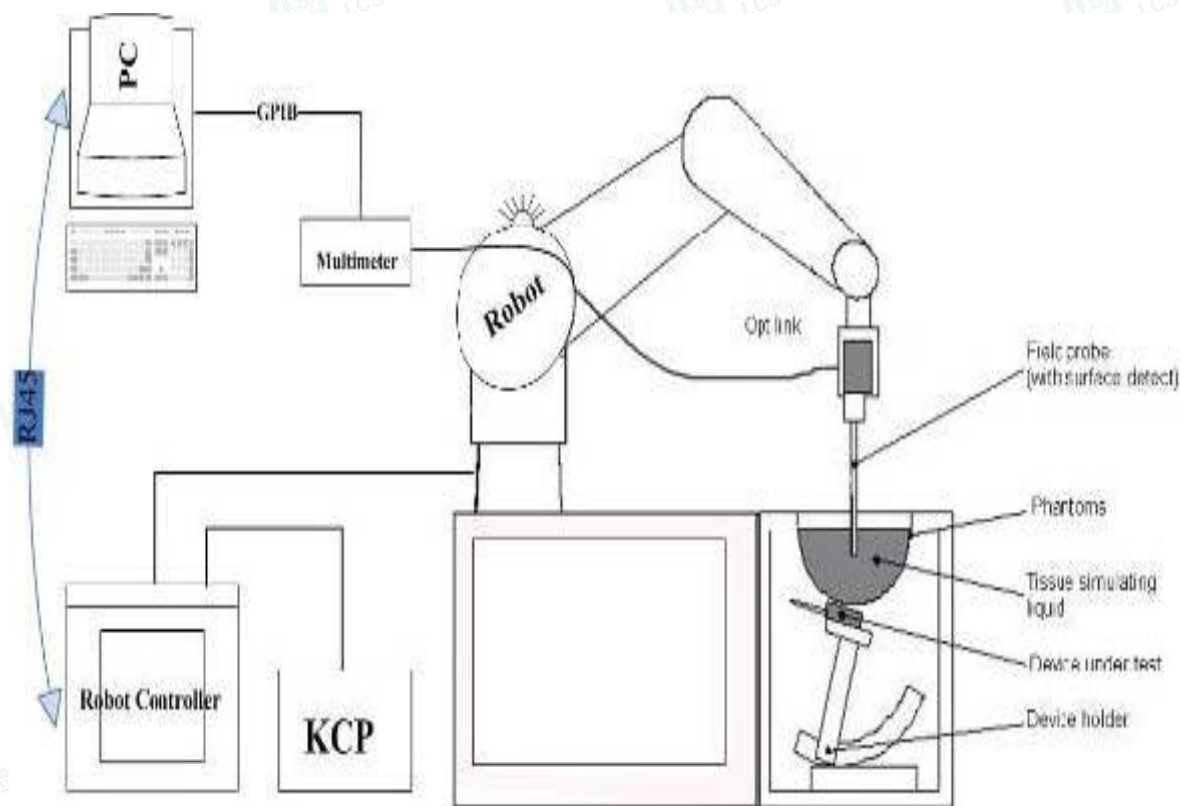 PC
GPIB
Multimeter
Robot
Opt link
Field probe
(with surface detect)
RJ45
Phantoms
Tissue simulating
liquid
Device under test
Device holder
Robot Controller
KCP